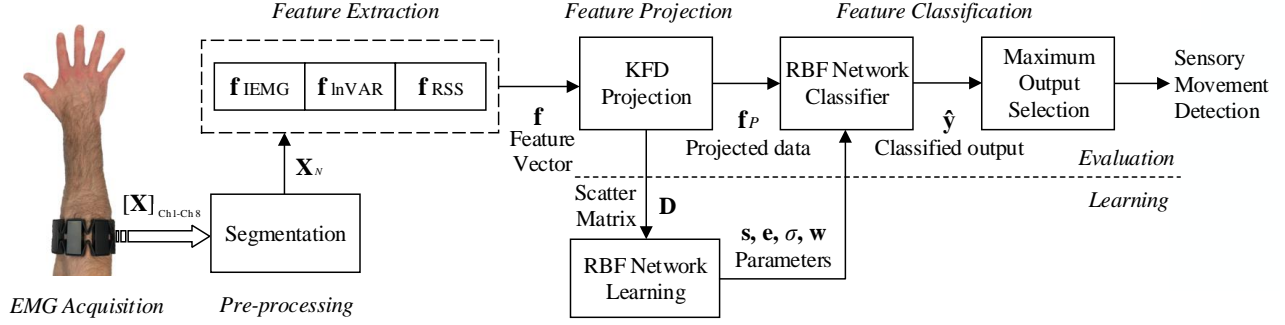 Feature Extraction
Feature Projection
Feature Classification
f IEMG
f lnVAR
f RSS
f
Feature
Vector
KFD
Projection
f P
Projected data
RBF Network
Classifier
ŷ
Classified output
Maximum
Output
Selection
Sensory
Movement
Detection
Evaluation
Learning
X N
[X] Ch1-Ch8
Segmentation
Scatter
Matrix
D
RBF Network
Learning
s, e, σ, w
Parameters
EMG Acquisition
Pre-processing